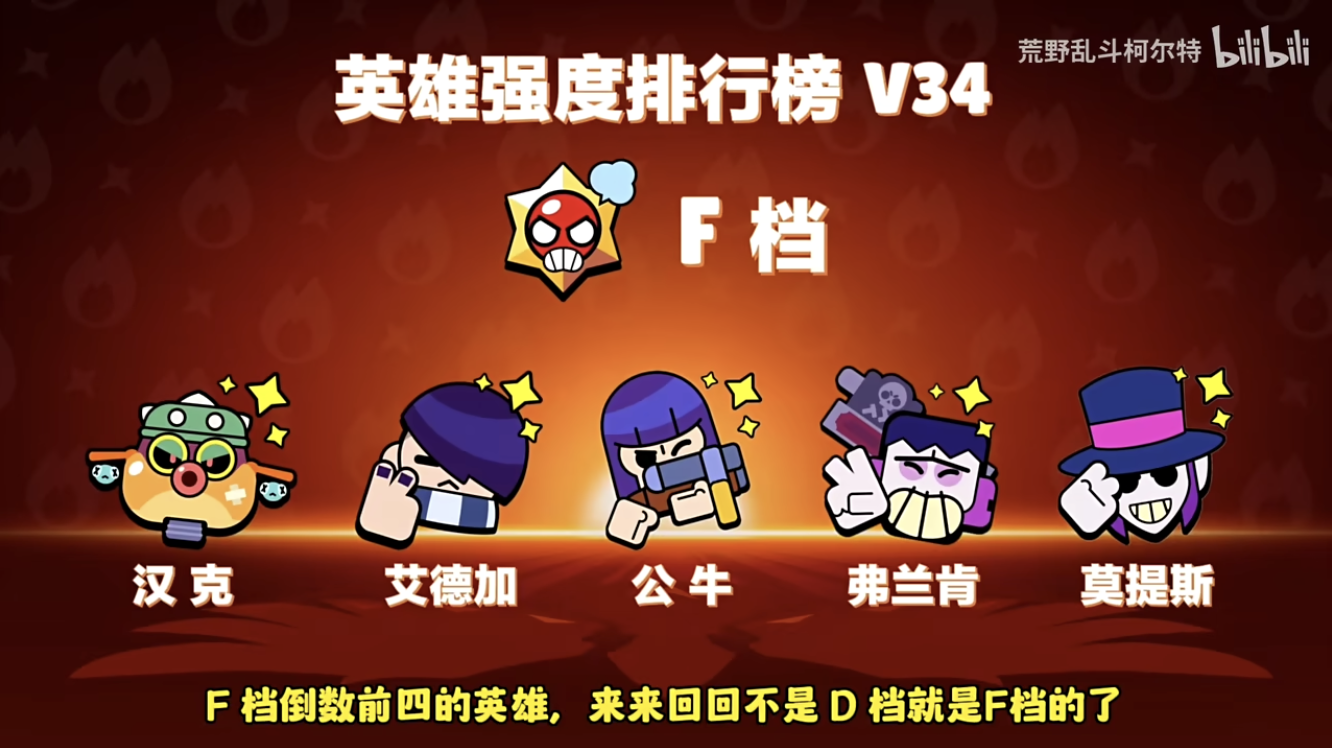 荒野乱斗柯尔特 bilibili
英雄强度排行榜 V34
F 档
汉克
艾德加
公牛
弗兰肯
莫提斯
F 档倒数前四的英雄，来来回回不是 D 档就是F档的了